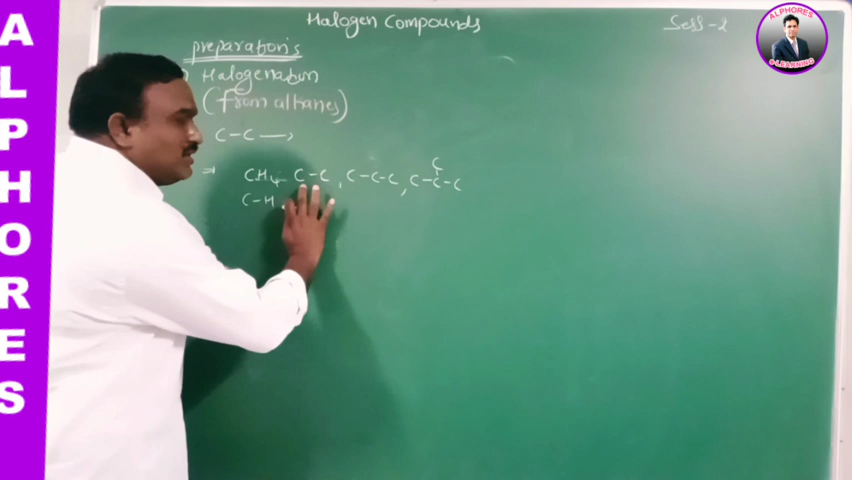 ALPHORES
Halogen Compounds
Sess-2
ALPHORES
e-LEARNING
preparation's
Halogenation
(from alkanes)
C-C →
C
⇒ CH4 C-C, C-C-C, C-C-C
C-H